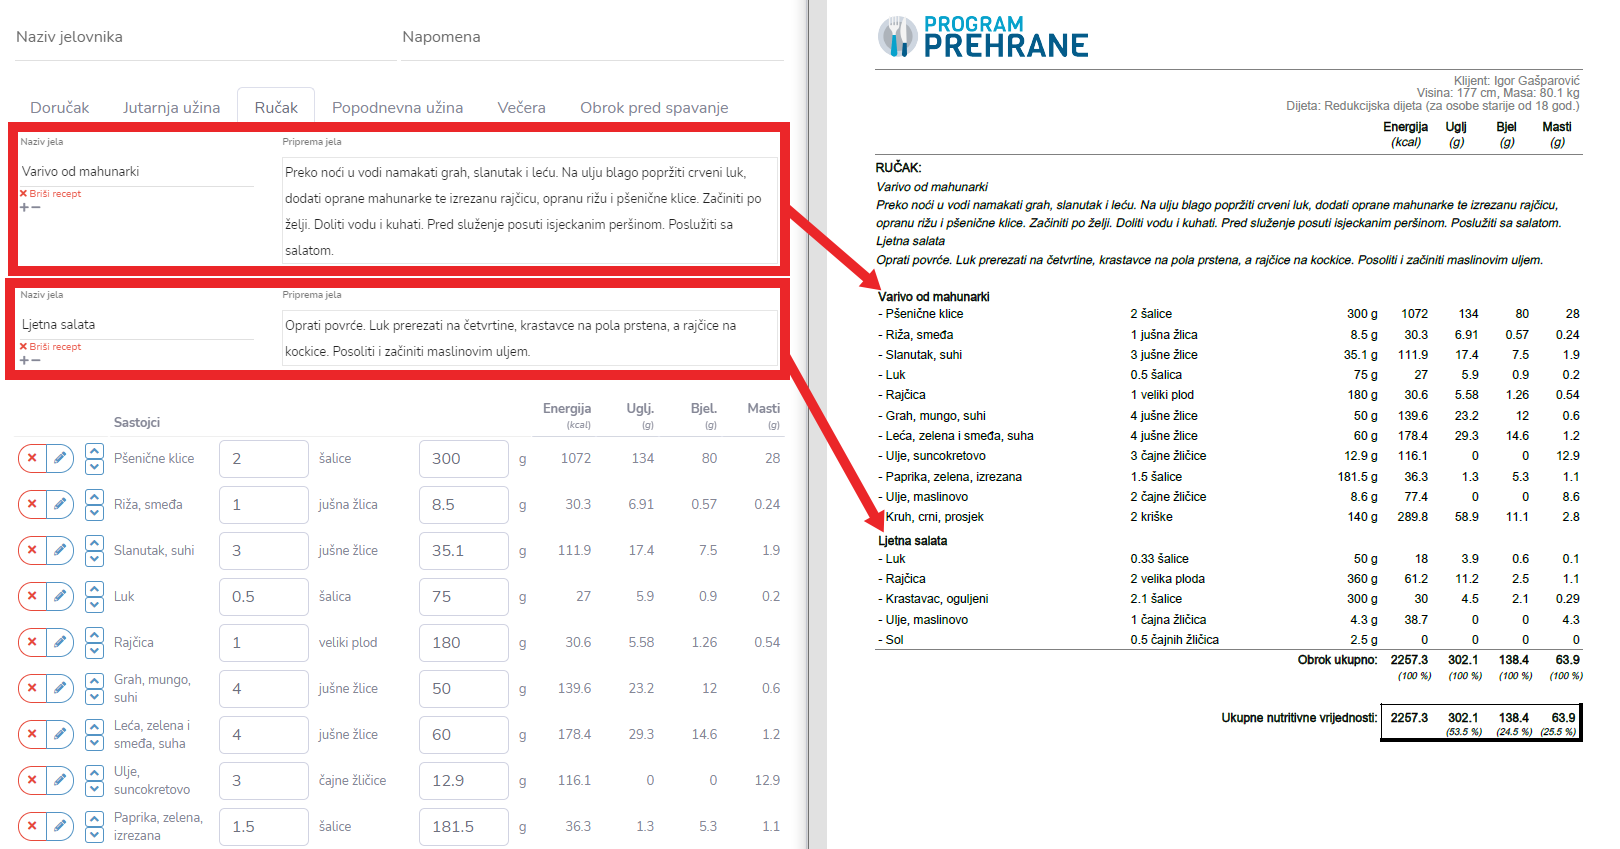 Naziv jelovnika
Napomena
Doručak Jutarnja užina Ručak Popodnevna užina Večera Obrok pred spavanje
Naziv jela
Priprema jela
Varivo od mahunarki
Briši recept
Preko noći u vodi namakati grah, slanutak i leću. Na ulju blago popržiti crveni luk,
dodati oprane mahunarke te izrezanu rajčicu, opranu rižu i pšenične klice. Začiniti po
želji. Doliti vodu i kuhati. Pred služenje posuti isjeckanim peršinom. Poslužiti sa
salatom.
Naziv jela
Priprema jela
Ljetna salata
Briši recept
Oprati povrće. Luk prerezati na četvrtine, krastavce na pola prstena, a rajčice na
kockice. Posoliti i začiniti maslinovim uljem.
Sastojci Energija (kcal) Uglj. (g) Bjel. (g) Masti (g)
Pšenične klice 2 šalice 300 g 1072 134 80 28
Riža, smeđa 1 jušna žlica 8.5 g 30.3 6.91 0.57 0.24
Slanutak, suhi 3 jušne žlice 35.1 g 111.9 17.4 7.5 1.9
Luk 0.5 šalica 75 g 27 5.9 0.9 0.2
Rajčica 1 veliki plod 180 g 30.6 5.58 1.26 0.54
Grah, mungo,
suhi 4 jušne žlice 50 g 139.6 23.2 12 0.6
Leća, zelena i
smeđa, suha 4 jušne žlice 60 g 178.4 29.3 14.6 1.2
Ulje,
suncokretovo 3 čajne žličice 12.9 g 116.1 0 0 12.9
Paprika, zelena,
izrezana 1.5 šalice 181.5 g 36.3 1.3 5.3 1.1
PROGRAM
PREHRANE
Klijent: Igor Gašparović
Visina: 177 cm, Masa: 80.1 kg
Dijeta: Redukcijska dijeta (za osobe starije od 18 god.)
Energija Uglj Bjel Masti
(kcal) (g) (g) (g)
RUČAK:
Varivo od mahunarki
Preko noći u vodi namakati grah, slanutak i leću. Na ulju blago popržiti crveni luk, dodati oprane mahunarke te izrezanu rajčicu,
opranu rižu i pšenične klice. Začiniti po želji. Doliti vodu i kuhati. Pred služenje posuti isjeckanim peršinom. Poslužiti sa salatom.
Ljetna salata
Oprati povrće. Luk prerezati na četvrtine, krastavce na pola prstena, a rajčice na kockice. Posoliti i začiniti maslinovim uljem.
Varivo od mahunarki
- Pšenične klice 2 šalice 300 g 1072 134 80 28
- Riža, smeđa 1 jušna žlica 8.5 g 30.3 6.91 0.57 0.24
- Slanutak, suhi 3 jušne žlice 35.1 g 111.9 17.4 7.5 1.9
- Luk 0.5 šalica 75 g 27 5.9 0.9 0.2
- Rajčica 1 veliki plod 180 g 30.6 5.58 1.26 0.54
- Grah, mungo, suhi 4 jušne žlice 50 g 139.6 23.2 12 0.6
- Leća, zelena i smeđa, suha 4 jušne žlice 60 g 178.4 29.3 14.6 1.2
- Ulje, suncokretovo 3 čajne žličice 12.9 g 116.1 0 0 12.9
- Paprika, zelena, izrezana 1.5 šalice 181.5 g 36.3 1.3 5.3 1.1
- Ulje, maslinovo 2 čajne žličice 8.6 g 77.4 0 0 8.6
Kruh, crni, prosjek 2 kriške 140 g 289.8 58.9 11.1 2.8
Ljetna salata
- Luk 0.33 šalice 50 g 18 3.9 0.6 0.1
- Rajčica 2 velika ploda 360 g 61.2 11.2 2.5 1.1
- Krastavac, oguljeni 2.1 šalice 300 g 30 4.5 2.1 0.29
- Ulje, maslinovo 1 čajna žličica 4.3 g 38.7 0 0 4.3
- Sol 0.5 čajnih žličica 2.5 g 0 0 0 0
Obrok ukupno: 2257.3 302.1 138.4 63.9
(100 %) (100 %) (100 %) (100 %)
Ukupne nutritivne vrijednosti: 2257.3 302.1 138.4 63.9
(53.5 %) (24.5 %) (25.5 %)